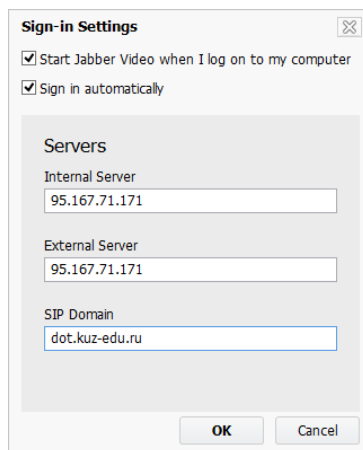 Sign-in Settings
Start Jabber Video when I log on to my computer
Sign in automatically
Servers
Internal Server
95.167.71.171
External Server
95.167.71.171
SIP Domain
dot.kuz-edu.ru
OK Cancel